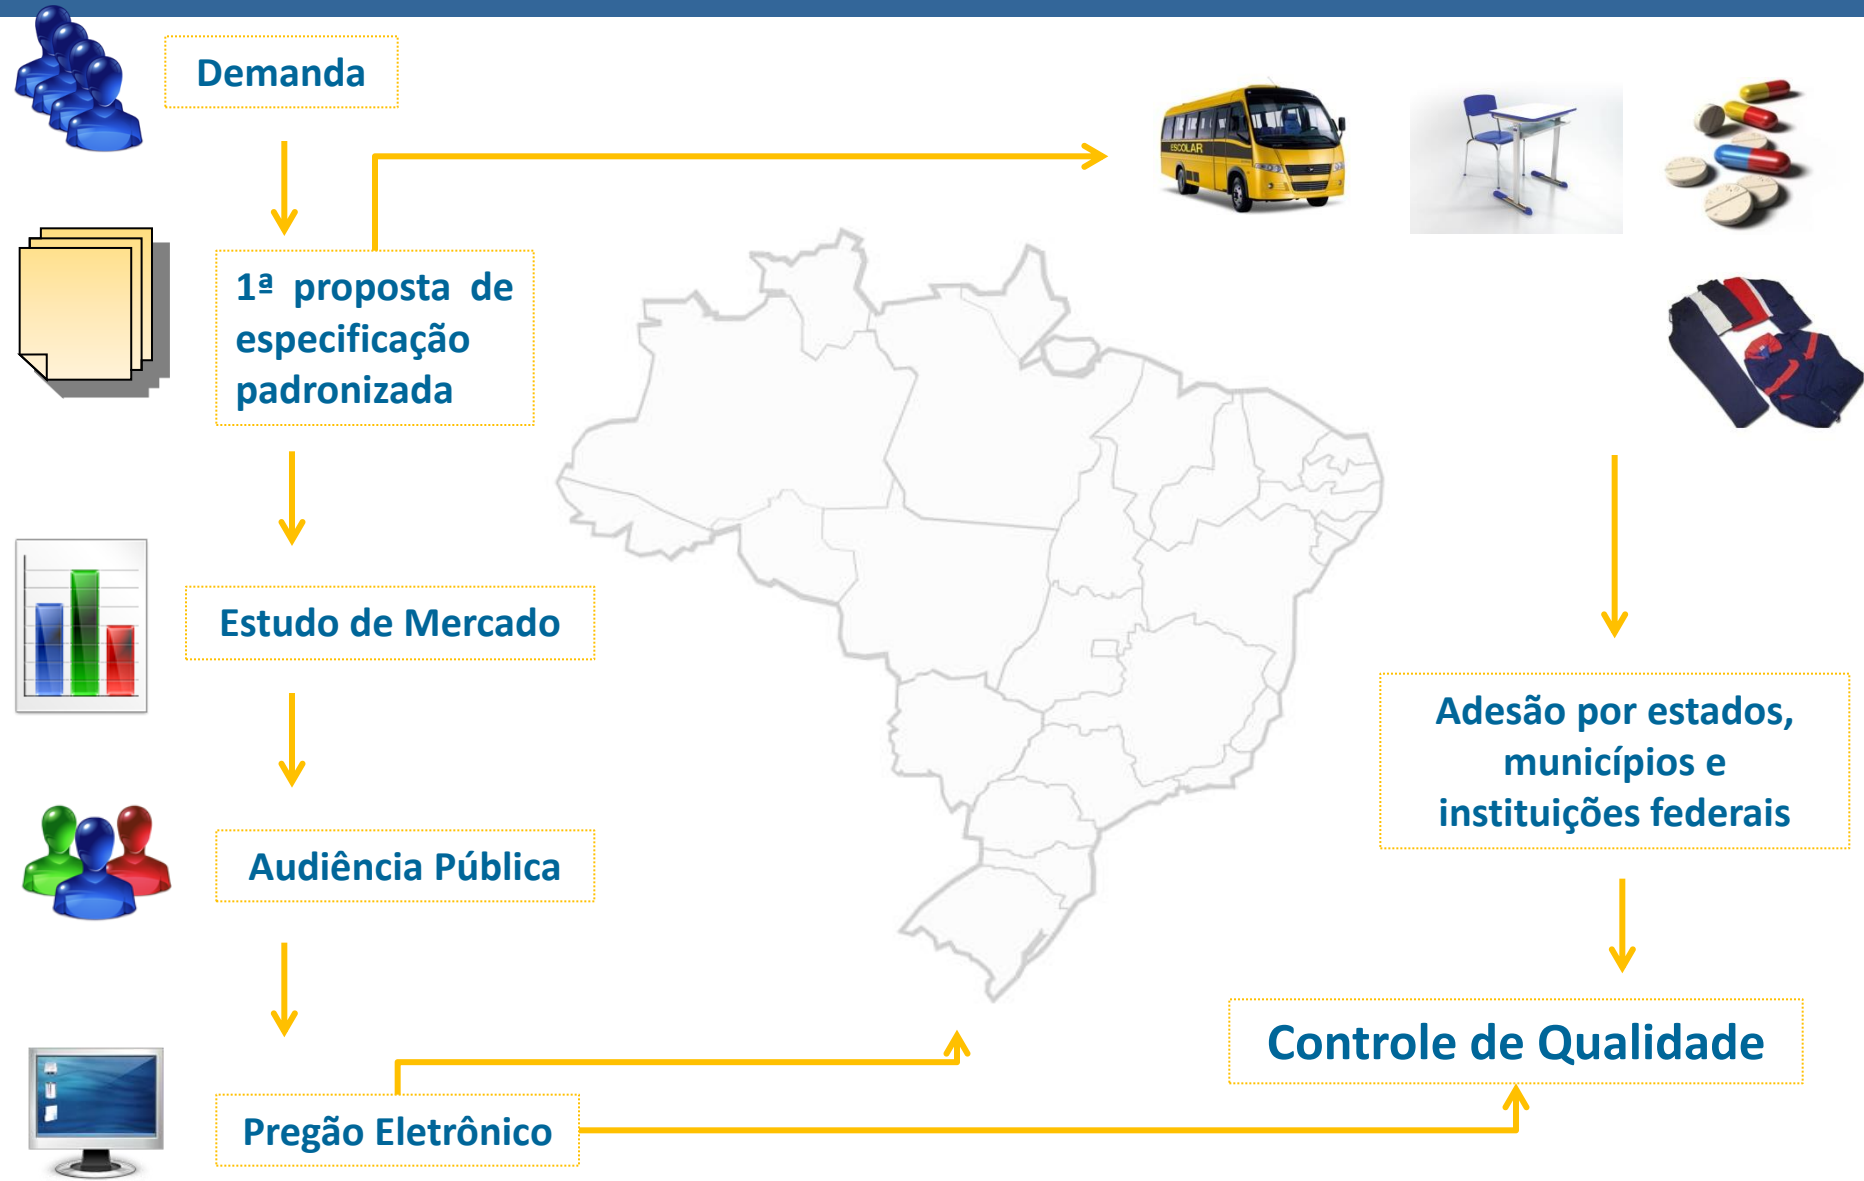 Demanda
ESCOLAR
1ª proposta de
especificação
padronizada
Estudo de Mercado
Adesão por estados,
municípios e
instituições federais
Audiência Pública
Controle de Qualidade
Pregão Eletrônico